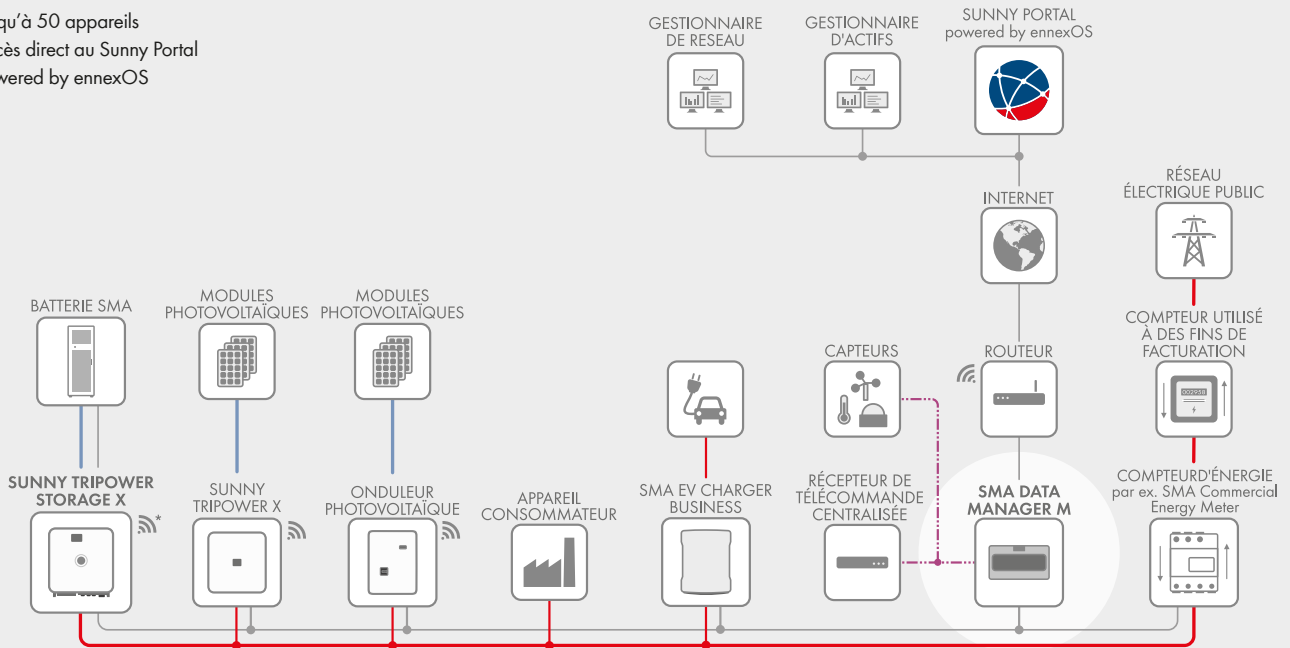 qu'à 50 appareils
cès direct au Sunny Portal
wered by ennexOS
GESTIONNAIRE
DE RESEAU
GESTIONNAIRE
D'ACTIFS
SUNNY PORTAL
powered by ennexOS
INTERNET
RÉSEAU
ÉLECTRIQUE PUBLIC
BATTERIE SMA
MODULES
PHOTOVOLTAÏQUES
MODULES
PHOTOVOLTAÏQUES
CAPTEURS
ROUTEUR
COMPTEUR UTILISÉ
À DES FINS DE
FACTURATION
SUNNY TRIPOWER
STORAGE X
*
SUNNY
TRIPOWER X
ONDULEUR
PHOTOVOLTAÏQUE
APPAREIL
CONSOMMATEUR
SMA EV CHARGER
BUSINESS
RÉCEPTEUR DE
TÉLÉCOMMANDE
CENTRALISÉE
SMA DATA
MANAGER M
COMPTEURD'ÉNERGIE
par ex. SMA Commercial
Energy Meter